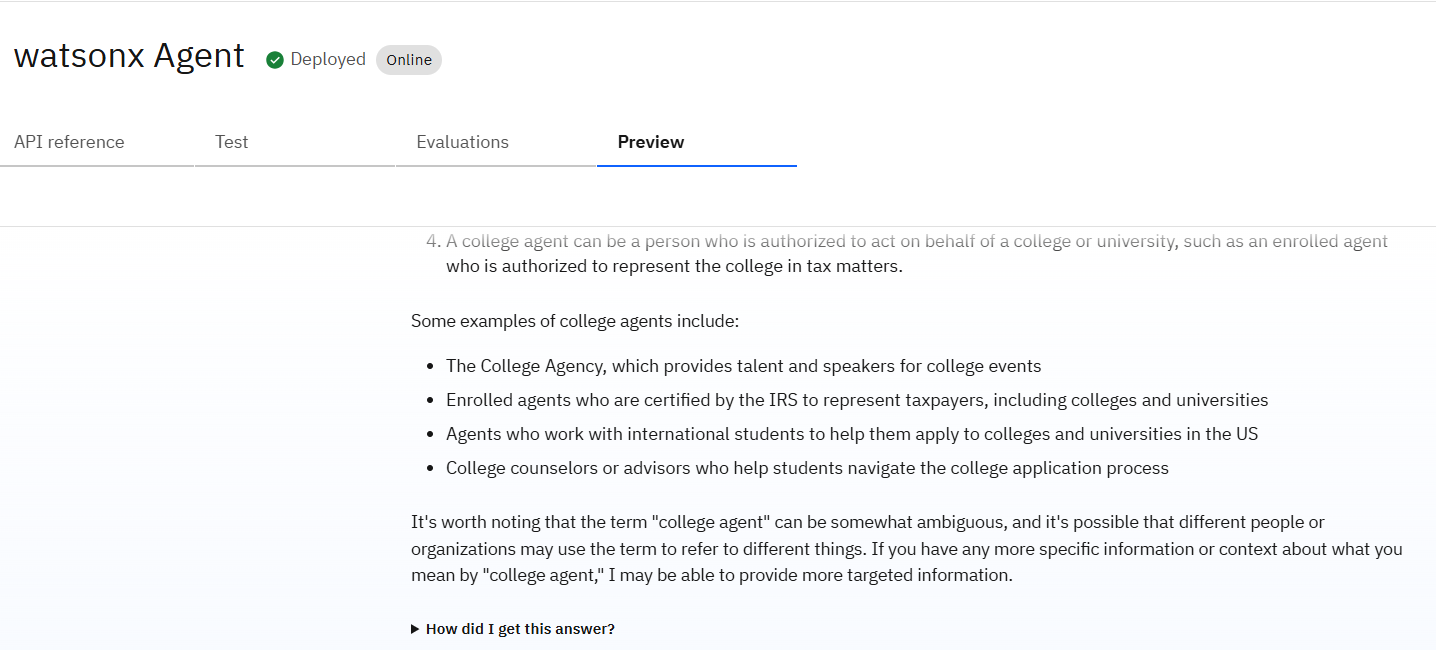 watsonx Agent
Deployed
Online
API reference
Test
Evaluations
Preview
4. A college agent can be a person who is authorized to act on behalf of a college or university, such as an enrolled agent
who is authorized to represent the college in tax matters.
Some examples of college agents include:
• The College Agency, which provides talent and speakers for college events
• Enrolled agents who are certified by the IRS to represent taxpayers, including colleges and universities
• Agents who work with international students to help them apply to colleges and universities in the US
• College counselors or advisors who help students navigate the college application process
It's worth noting that the term "college agent" can be somewhat ambiguous, and it's possible that different people or
organizations may use the term to refer to different things. If you have any more specific information or context about what you
mean by "college agent," I may be able to provide more targeted information.
How did I get this answer?